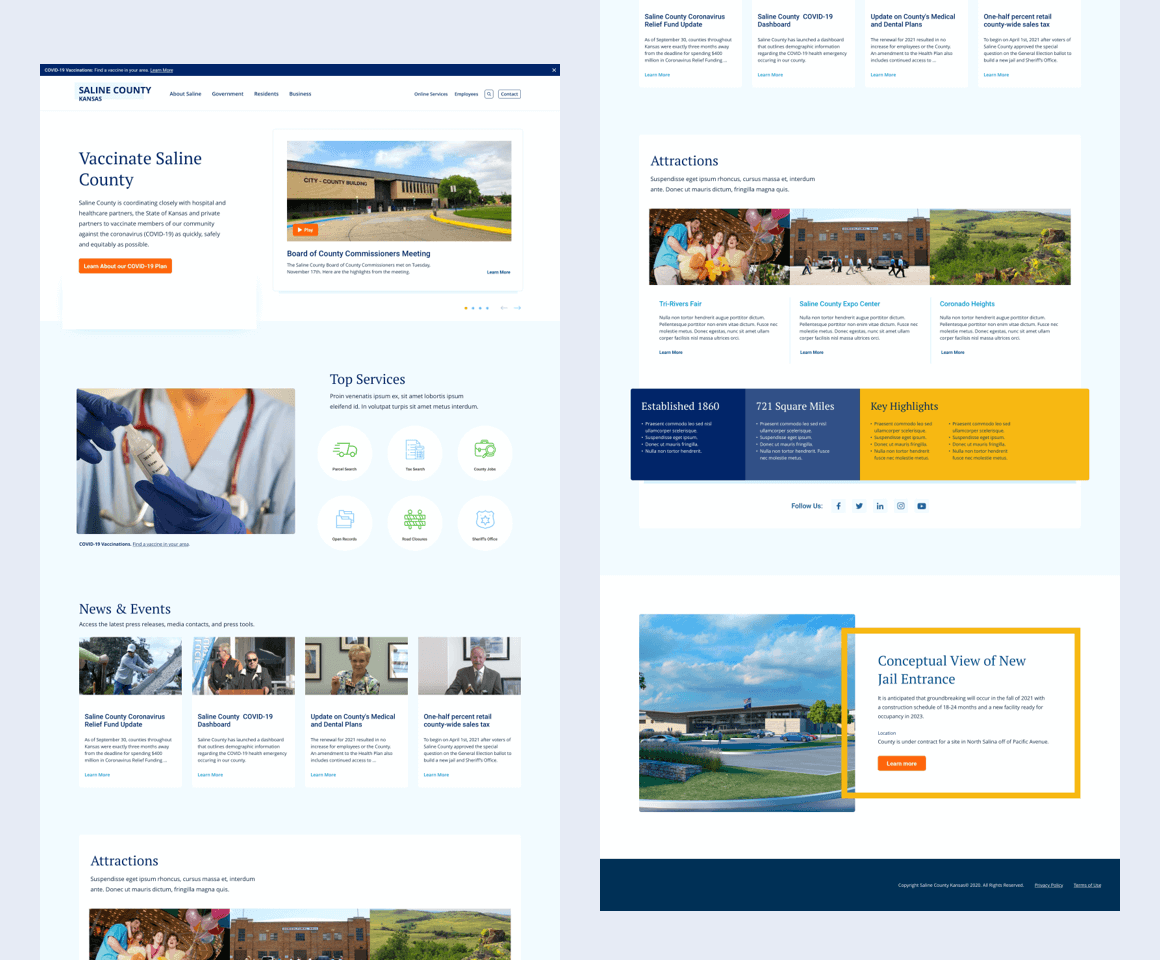 COVID-19 Vaccinations: Find a vaccine in your area. Learn More ✕
SALINE COUNTY
KANSAS
About Saline Government Residents Business
Online Services Employees Contact
Vaccinate Saline
County
Saline County is coordinating closely with hospital and
healthcare partners, the State of Kansas and private
partners to vaccinate members of our community
against the coronavirus (COVID-19) as quickly, safely
and equitably as possible.
Learn About our COVID-19 Plan
CITY - COUNTY BUILDING
Play
Board of County Commissioners Meeting
The Saline County Board of County Commissioners met on Tuesday,
November 17th. Here are the highlights from the meeting.
Learn More
COVID-19 Vaccinations. Find a vaccine in your area.
Top Services
Proin venenatis ipsum ex, sit amet lobortis ipsum
eleifend id. In volutpat turpis sit amet metus interdum.
Parcel Search
Tax Search
County Jobs
Open Records
Road Closures
Sheriff's Office
News & Events
Access the latest press releases, media contacts, and press tools.
Saline County Coronavirus
Relief Fund Update
As of September 30, counties throughout
Kansas were exactly three months away
from the deadline for spending $400
million in Coronavirus Relief Funding ...
Learn More
Saline County COVID-19
Dashboard
Saline County has launched a dashboard
that outlines demographic information
regarding the COVID-19 health emergency
occuring in our county.
Learn More
Update on County's Medical
and Dental Plans
The renewal for 2021 resulted in no
increase for employees or the County.
An amendment to the Health Plan also
includes continued access to ...
Learn More
One-half percent retail
county-wide sales tax
To begin on April 1st, 2021 after voters of
Saline County approved the special
question on the General Election ballot to
build a new jail and Sheriff's Office.
Learn More
Attractions
Suspendisse eget ipsum rhoncus, cursus massa et, interdum
ante. Donec ut mauris dictum, fringilla magna quis.
Saline County Coronavirus
Relief Fund Update
As of September 30, counties throughout
Kansas were exactly three months away
from the deadline for spending $400
million in Coronavirus Relief Funding ...
Learn More
Saline County COVID-19
Dashboard
Saline County has launched a dashboard
that outlines demographic information
regarding the COVID-19 health emergency
occuring in our county.
Learn More
Update on County's Medical
and Dental Plans
The renewal for 2021 resulted in no
increase for employees or the County.
An amendment to the Health Plan also
includes continued access to ...
Learn More
One-half percent retail
county-wide sales tax
To begin on April 1st, 2021 after voters of
Saline County approved the special
question on the General Election ballot to
build a new jail and Sheriff's Office.
Learn More
Attractions
Suspendisse eget ipsum rhoncus, cursus massa et, interdum
ante. Donec ut mauris dictum, fringilla magna quis.
Tri-Rivers Fair
Nulla non tortor hendrerit augue porttitor dictum.
Pellentesque porttitor non enim vitae dictum. Fusce nec
molestie metus. Donec egestas, nunc sit amet ullam
corper facilisis nisl massa ultrices orci.
Learn More
Saline County Expo Center
Nulla non tortor hendrerit augue porttitor dictum.
Pellentesque porttitor non enim vitae dictum. Fusce nec
molestie metus. Donec egestas, nunc sit amet ullam
corper facilisis nisl massa ultrices orci.
Learn More
Coronado Heights
Nulla non tortor hendrerit augue porttitor dictum.
Pellentesque porttitor non enim vitae dictum. Fusce nec
molestie metus. Donec egestas, nunc sit amet ullam
corper facilisis nisl massa ultrices orci.
Learn More
Established 1860
• Praesent commodo leo sed nisl
ullamcorper scelerisque.
• Suspendisse eget ipsum.
• Donec ut mauris fringilla.
• Nulla non tortor hendrerit.
721 Square Miles
• Praesent commodo leo sed nisl
ullamcorper scelerisque.
• Suspendisse eget ipsum.
• Donec ut mauris fringilla.
• Nulla non tortor hendrerit. Fusce
nec molestie metus.
Key Highlights
• Praesent commodo leo sed
ullamcorper scelerisque.
• Suspendisse eget ipsum.
• Donec ut mauris fringilla.
• Nulla non tortor hendrerit
fusce nec molestie metus.
• Praesent commodo leo sed
ullamcorper scelerisque.
• Suspendisse eget ipsum.
• Donec ut mauris fringilla.
• Nulla non tortor hendrerit
fusce nec molestie metus.
Follow Us:
Conceptual View of New
Jail Entrance
It is anticipated that groundbreaking will occur in the fall of 2021 with
a construction schedule of 18-24 months and a new facility ready for
occupancy in 2023.
Location
County is under contract for a site in North Salina off of Pacific Avenue.
Learn more
Copyright Saline County Kansas© 2020. All Rights Reserved. Privacy Policy Terms of Use